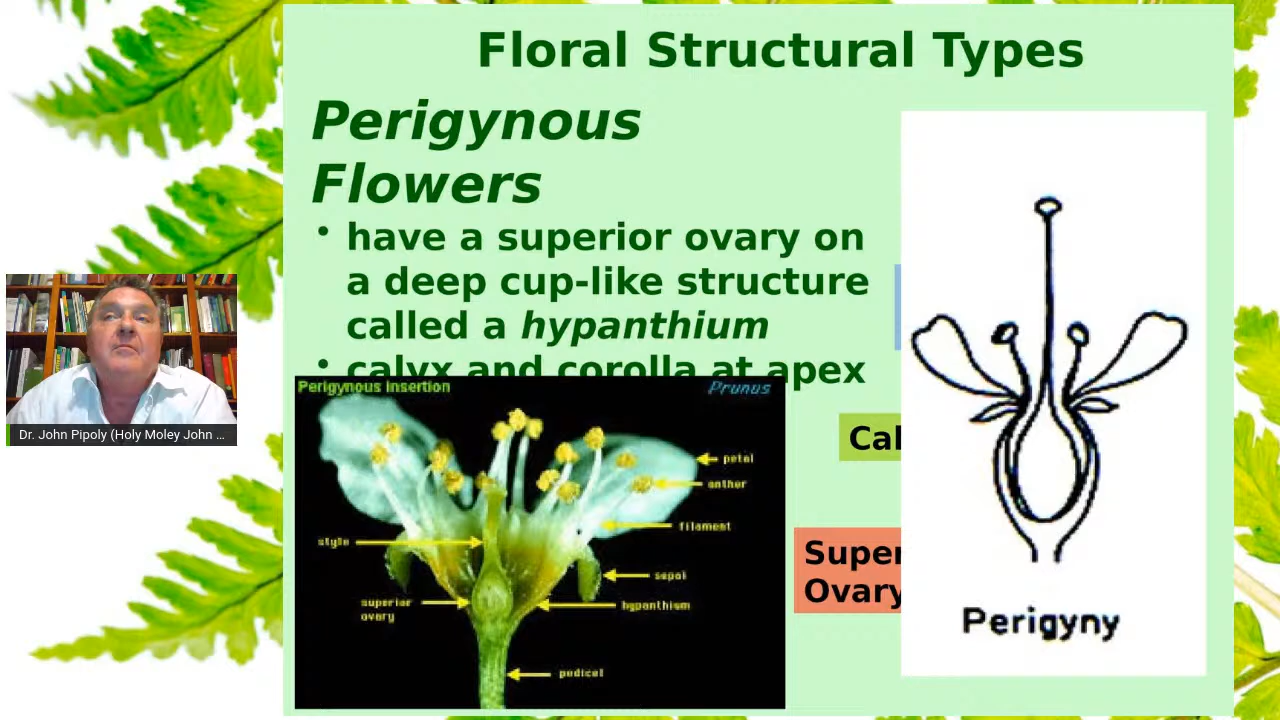 Floral Structural Types
Perigynous
Flowers
• have a superior ovary on
a deep cup-like structure
called a hypanthium
• calyx and corolla at apex
Perigynous Insertion
Prunus
petal
anther
filament
style
sepal
superior
ovary
hypanthium
pedicel
Ovary
Perigyny
Dr. John Pipoly (Holy Moley John ...